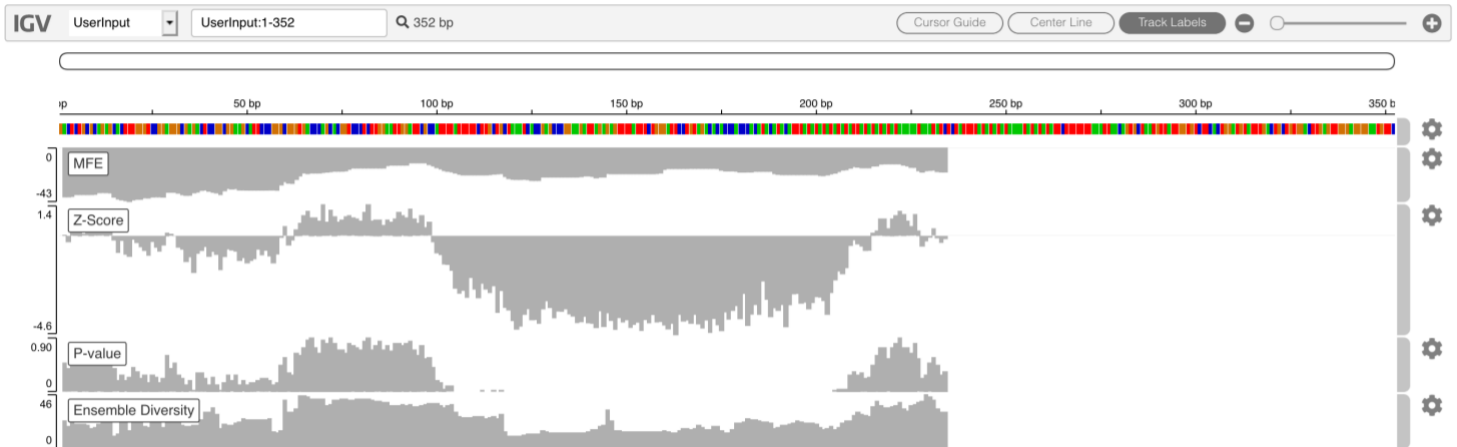 IGV UserInput UserInput:1-352 352 bp Cursor Guide Center Line Track Labels
50 bp 100 bp 150 bp 200 bp 250 bp 300 bp 350 b
0
MFE
-43
1.4
Z-Score
-4.6
0.90
P-value
0
46
Ensemble Diversity
0